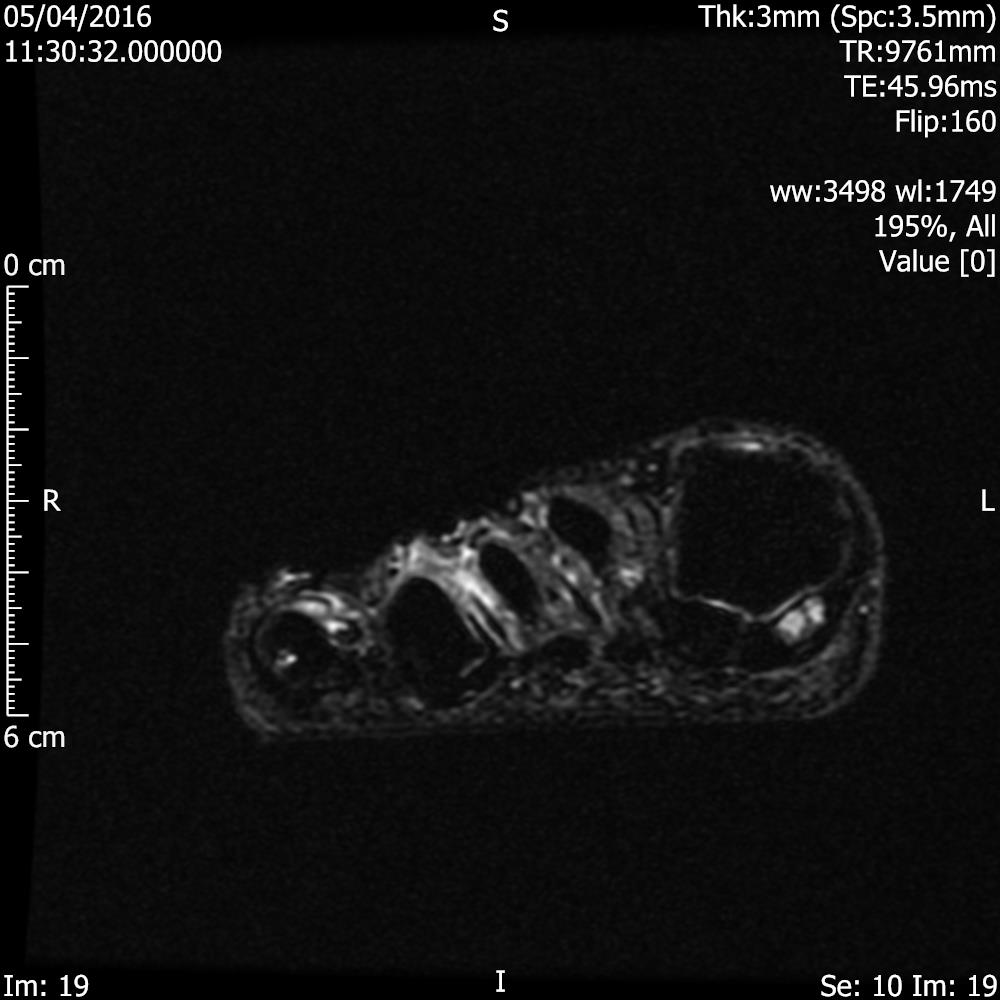 05/04/2016
11:30:32.000000
S
Thk:3mm (Spc:3.5mm)
TR:9761mm
TE:45.96ms
Flip:160
ww:3498 wl:1749
195%, All
Value [0]
0 cm
R
L
6 cm
Im: 19
I
Se: 10 Im: 19